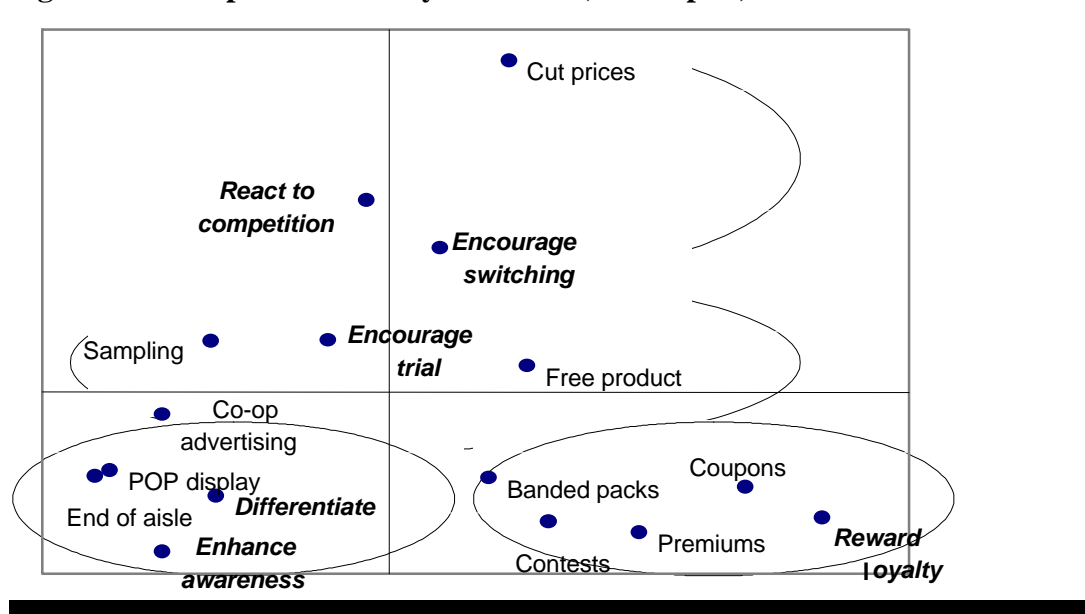 Cut prices
React to
competition
Encourage
switching
Encourage
trial
Sampling
Free product
Co-op
advertising
Coupons
POP display
Banded packs
Differentiate
End of aisle
Reward
loyalty
Premiums
Enhance
awareness
Contests